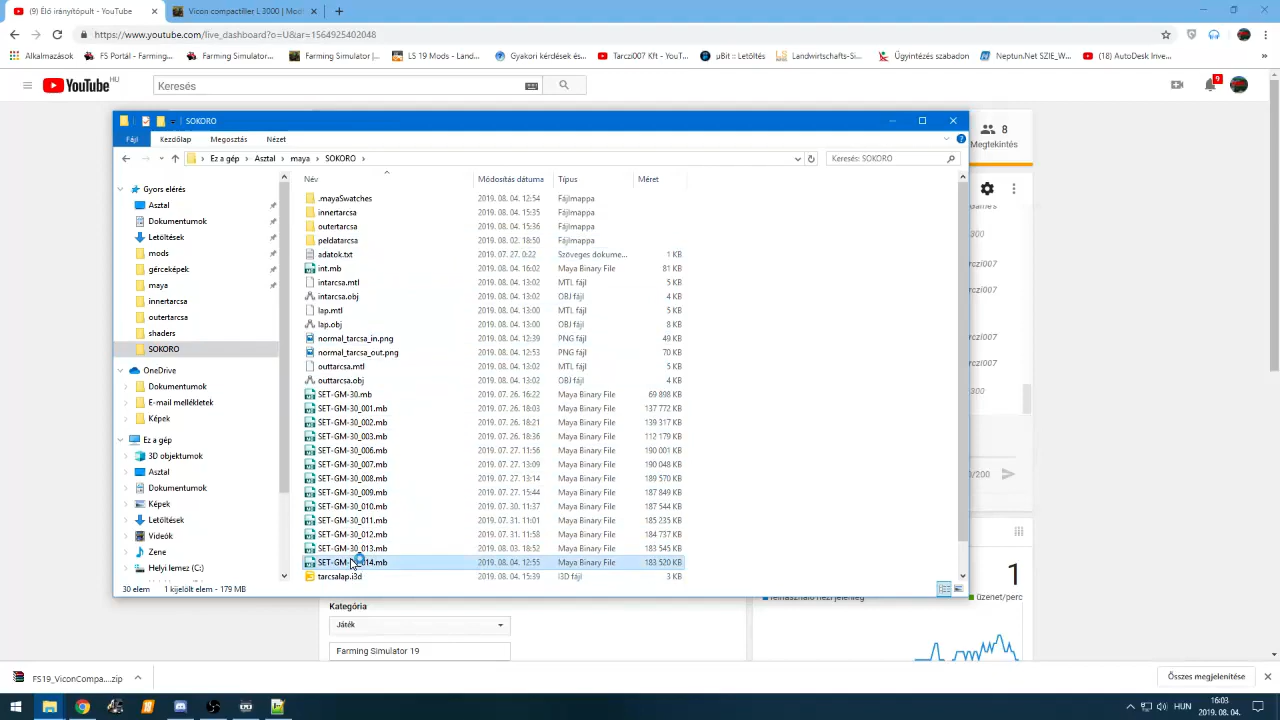 (9) Élő irányítópult - YouTube
Vicon compactliner L 3000 | Mod
https://www.youtube.com/live_dashboard?o=U&ar=1564925402048
Alkalmazások
FS Portál - Farming...
Farming Simulator...
Farming Simulator |...
LS 19 Mods - Land...
Gyakori kérdések és...
Tarczi007 Kft - YouT...
µBit :: Letöltés
Landwirtschafts-Si...
Ügyintézés szabadon
Neptun.Net SZIE_W...
(18) AutoDesk Inve...
YouTube HU
Keresés
9
SOKORO
Fájl
Kezdőlap
Megosztás
Nézet
Ez a gép
Asztal
maya
SOKORO
Keresés: SOKORO
Név
Módosítás dátuma
Típus
Méret
Gyors elérés
Asztal
Dokumentumok
Letöltések
mods
gérceképek
maya
innertarcsa
outertarcsa
shaders
SOKORO
OneDrive
Dokumentumok
E-mail mellékletek
Képek
Ez a gép
3D objektumok
Asztal
Dokumentumok
Képek
Letöltések
Videók
Zene
Helyi lemez (C:)
.mayaSwatches 2019. 08. 04. 12:54 Fájlmappa
innertarcsa 2019. 08. 04. 15:35 Fájlmappa
outertarcsa 2019. 08. 04. 15:36 Fájlmappa
peldatarcsa 2019. 08. 02. 18:50 Fájlmappa
adatok.txt 2019. 07. 27. 0:22 Szöveges dokume... 1 KB
int.mb 2019. 08. 04. 16:02 Maya Binary File 81 KB
intarcsa.mtl 2019. 08. 04. 13:02 MTL fájl 5 KB
intarcsa.obj 2019. 08. 04. 13:02 OBJ fájl 4 KB
lap.mtl 2019. 08. 04. 13:00 MTL fájl 5 KB
lap.obj 2019. 08. 04. 13:00 OBJ fájl 8 KB
normal_tarcsa_in.png 2019. 08. 04. 12:39 PNG fájl 49 KB
normal_tarcsa_out.png 2019. 08. 04. 12:53 PNG fájl 70 KB
outtarcsa.mtl 2019. 08. 04. 13:02 MTL fájl 5 KB
outtarcsa.obj 2019. 08. 04. 13:02 OBJ fájl 4 KB
SET-GM-30.mb 2019. 07. 26. 16:22 Maya Binary File 69 898 KB
SET-GM-30_001.mb 2019. 07. 26. 18:03 Maya Binary File 137 772 KB
SET-GM-30_002.mb 2019. 07. 26. 18:21 Maya Binary File 139 317 KB
SET-GM-30_003.mb 2019. 07. 26. 18:36 Maya Binary File 112 179 KB
SET-GM-30_006.mb 2019. 07. 27. 11:56 Maya Binary File 190 001 KB
SET-GM-30_007.mb 2019. 07. 27. 13:09 Maya Binary File 190 048 KB
SET-GM-30_008.mb 2019. 07. 27. 13:14 Maya Binary File 189 570 KB
SET-GM-30_009.mb 2019. 07. 27. 15:44 Maya Binary File 187 849 KB
SET-GM-30_010.mb 2019. 07. 30. 11:37 Maya Binary File 187 544 KB
SET-GM-30_011.mb 2019. 07. 31. 11:01 Maya Binary File 185 235 KB
SET-GM-30_012.mb 2019. 07. 31. 11:58 Maya Binary File 184 737 KB
SET-GM-30_013.mb 2019. 08. 03. 18:52 Maya Binary File 183 545 KB
SET-GM- 014.mb 2019. 08. 04. 12:55 Maya Binary File 183 520 KB
tarcsalap.i3d 2019. 08. 04. 15:39 I3D fájl 3 KB
30 elem
1 kijelölt elem - 179 MB
8
Megtekintés
300
rczi007
rczi007
rczi007
rczi007
300
0/200
1
üzenet/perc
Kategória
Játék
Farming Simulator 19
FS19_ViconCompa....zip
Összes megjelenítése
HUN
16:03
2019. 08. 04.